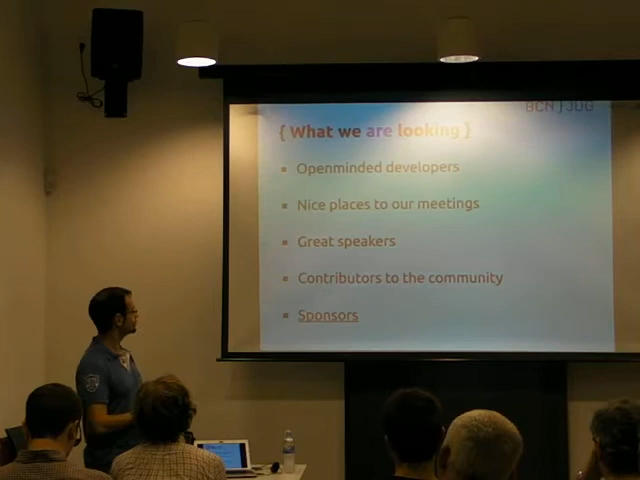 BCN JUG
{ What we are looking }
Openminded developers
Nice places to our meetings
Great speakers
Contributors to the community
Sponsors